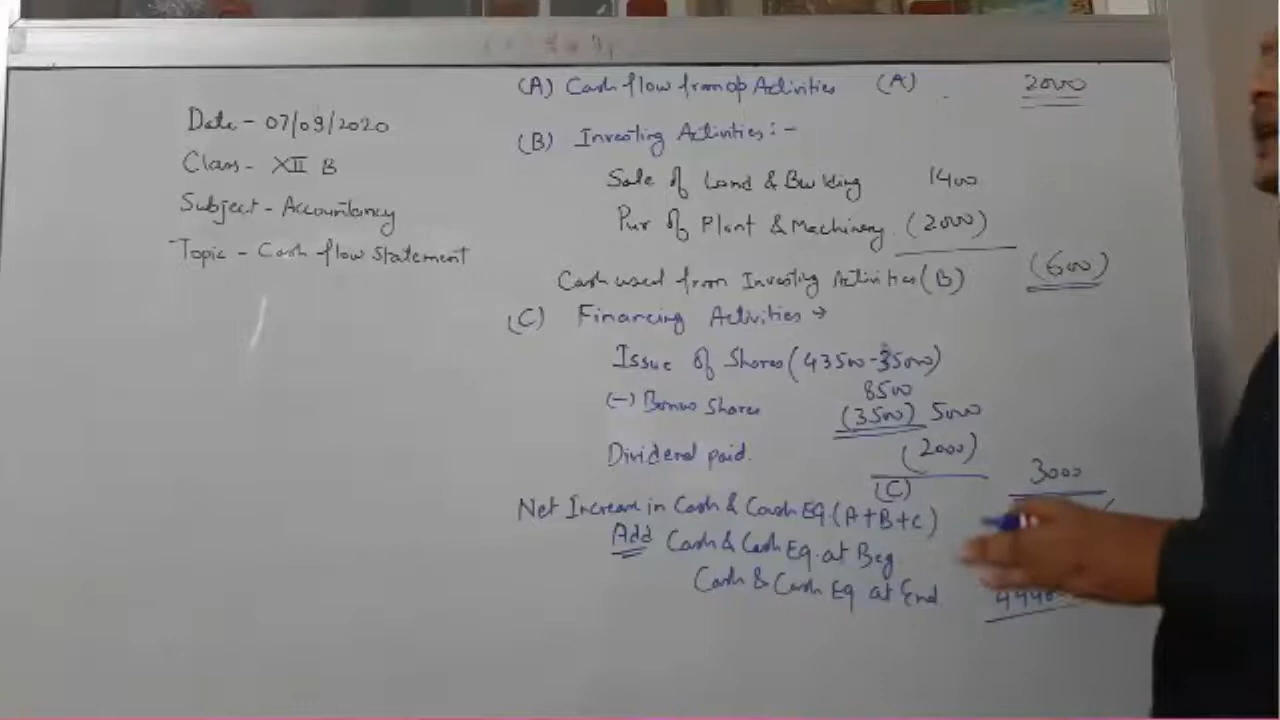 Date - 07/09/2020
Class - XII B
Subject - Accountancy
Topic - Cash flow Statement
(A) Cash flow from op Activities (A) 2000
(B) Investing Activities :-
Sale of Land & Building 1400
Pur of Plant & Machinery (2000)
Cash used from Investing Activities (B) (600)
(C) Financing Activities →
Issue of Shares (43500-35000)
8500
(-) Bonus Shares (3500) 5000
Dividend paid. (2000)
3000
(C)
Net Increase in Cash & Cash Eq. (A+B+C)
Add Cash & Cash Eq. at Beg
Cash & Cash Eq at End